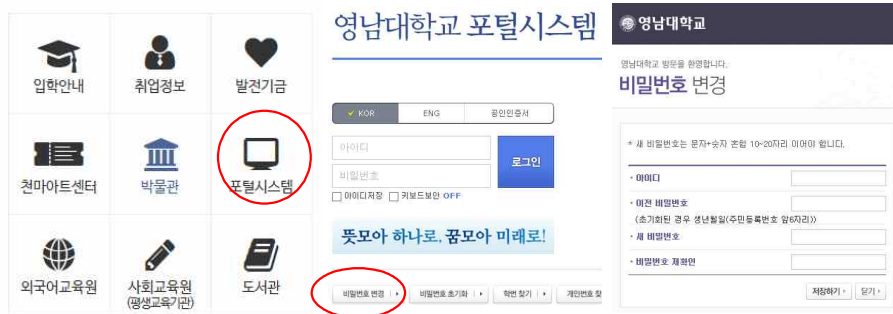 입학안내
취업정보
발전기금
천마아트센터
박물관
포털시스템
외국어교육원
사회교육원
(평생교육기관)
도서관
영남대학교 포털시스템
KOR
ENG
공인인증서
아이디
비밀번호
로그인
아이디저장 키보드보안 OFF
뜻모아 하나로, 꿈모아 미래로!
비밀번호 변경
비밀번호 초기화
학번 찾기
개인번호 찾
영남대학교
영남대학교 방문을 환영합니다.
비밀번호 변경
* 새 비밀번호는 문자+숫자 혼합 10~20자리 이어야 합니다.
· 아이디
· 이전 비밀번호
(초기화된 경우 생년월일(주민등록번호 앞6자리))
· 새 비밀번호
· 비밀번호 재확인
저장하기
닫기